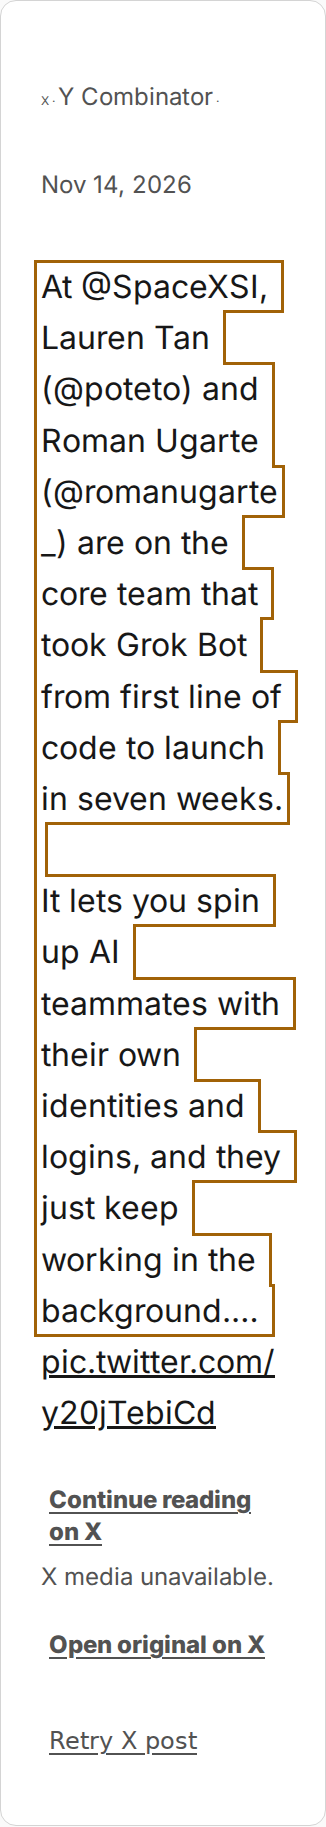 X · Y Combinator ·
Nov 14, 2026
At @SpaceXSI,
Lauren Tan
(@poteto) and
Roman Ugarte
(@romanugarte
_) are on the
core team that
took Grok Bot
from first line of
code to launch
in seven weeks.
It lets you spin
up AI
teammates with
their own
identities and
logins, and they
just keep
working in the
background....
pic.twitter.com/
y20jTebiCd
Continue reading
on X
X media unavailable.
Open original on X
Retry X post